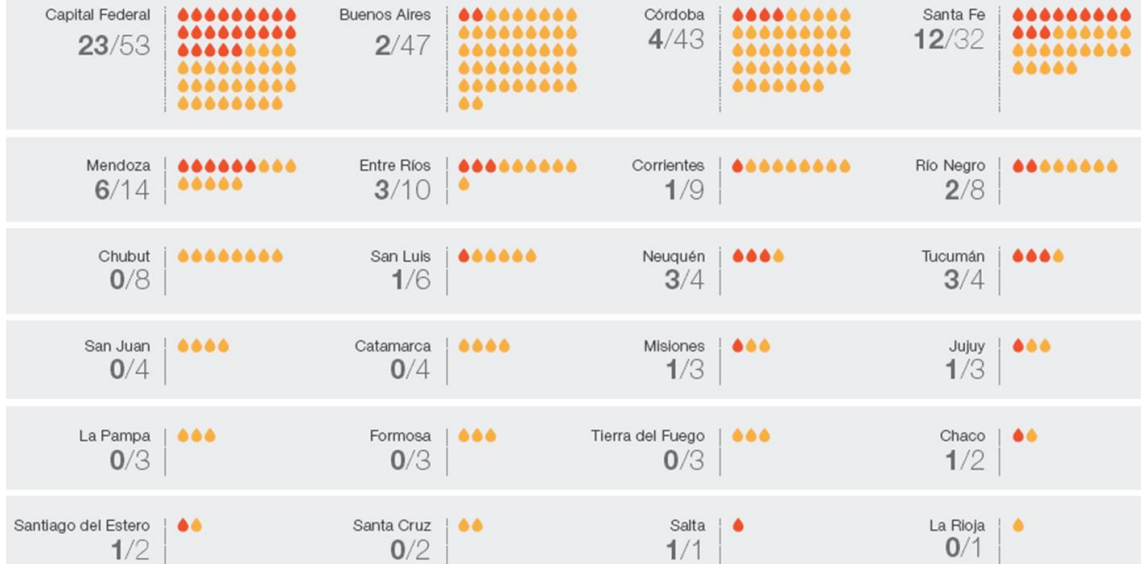 Capital Federal
23/53
Buenos Aires
2/47
Córdoba
4/43
Santa Fe
12/32
Mendoza
6/14
Entre Ríos
3/10
Corrientes
1/9
Río Negro
2/8
Chubut
0/8
San Luis
1/6
Neuquén
3/4
Tucumán
3/4
San Juan
0/4
Catamarca
0/4
Misiones
1/3
Jujuy
1/3
La Pampa
0/3
Formosa
0/3
Tierra del Fuego
0/3
Chaco
1/2
Santiago del Estero
1/2
Santa Cruz
0/2
Salta
1/1
La Rioja
0/1